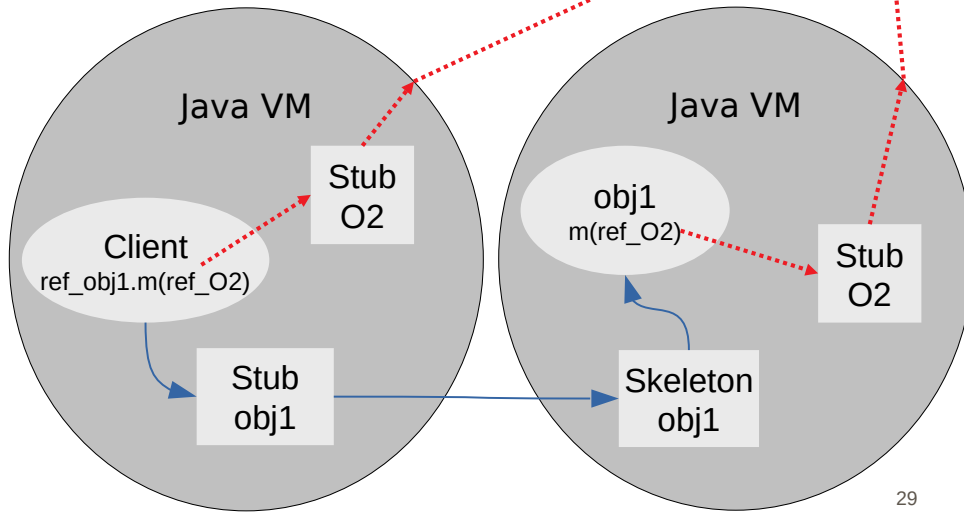 Java VM
Stub
O2
Client
ref_obj1.m(ref_O2)
Stub
obj1
Java VM
obj1
m(ref_O2)
Stub
O2
Skeleton
obj1
29